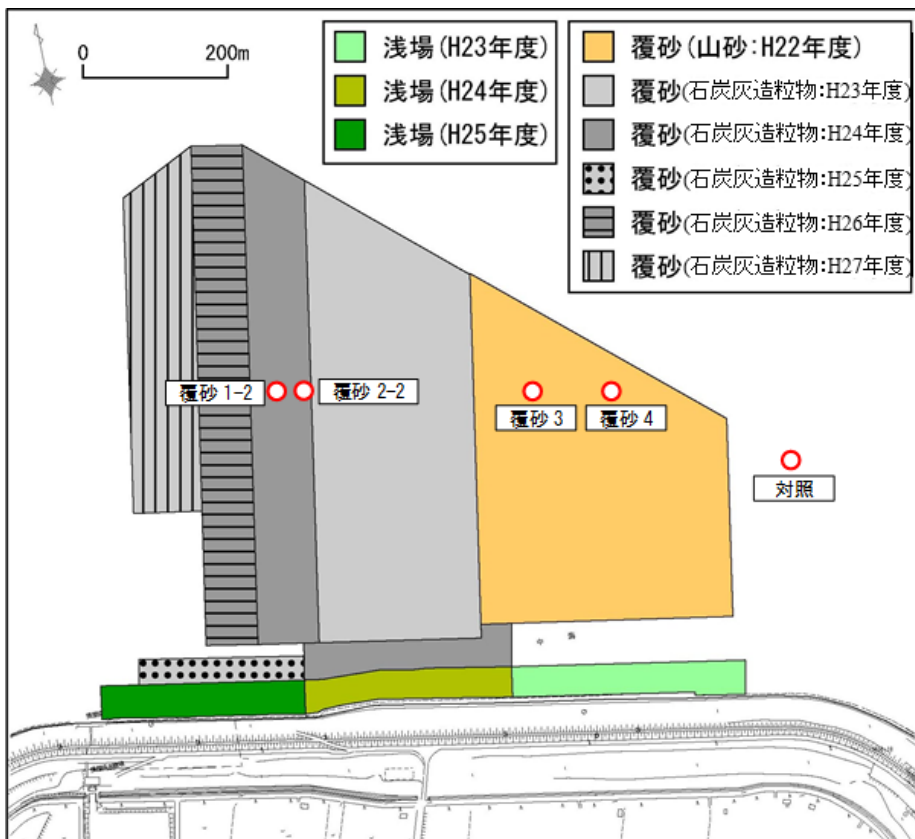 0 200m
浅場(H23年度)
浅場(H24年度)
浅場(H25年度)
覆砂(山砂:H22年度)
覆砂(石炭灰造粒物:H23年度)
覆砂(石炭灰造粒物:H24年度)
覆砂(石炭灰造粒物:H25年度)
覆砂(石炭灰造粒物:H26年度)
覆砂(石炭灰造粒物:H27年度)
覆砂 1-2
覆砂 2-2
覆砂 3
覆砂 4
対照